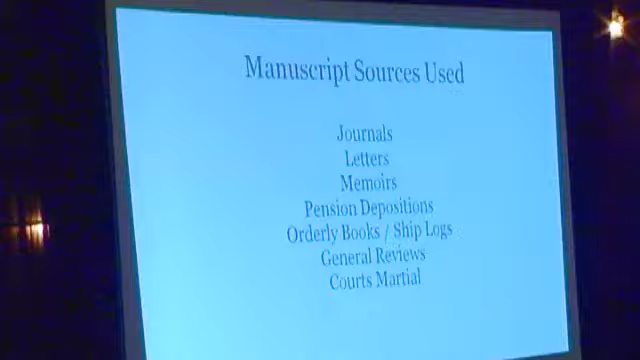 Manuscript Sources Used
Journals
Letters
Memoirs
Pension Depositions
Orderly Books / Ship Logs
General Reviews
Courts Martial